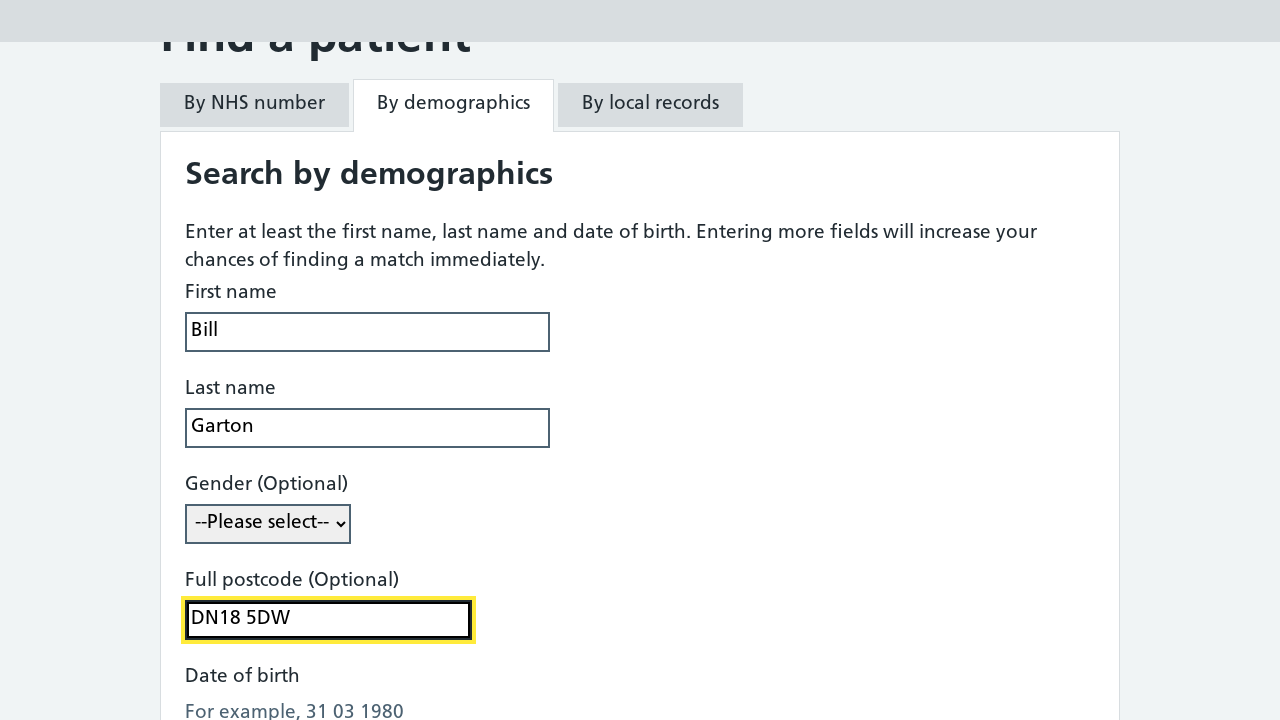 Find a patient
By NHS number
By demographics
By local records
Search by demographics
Enter at least the first name, last name and date of birth. Entering more fields will increase your
chances of finding a match immediately.
First name
Bill
Last name
Garton
Gender (Optional)
--Please select--
Full postcode (Optional)
DN18 5DW
Date of birth
For example, 31 03 1980